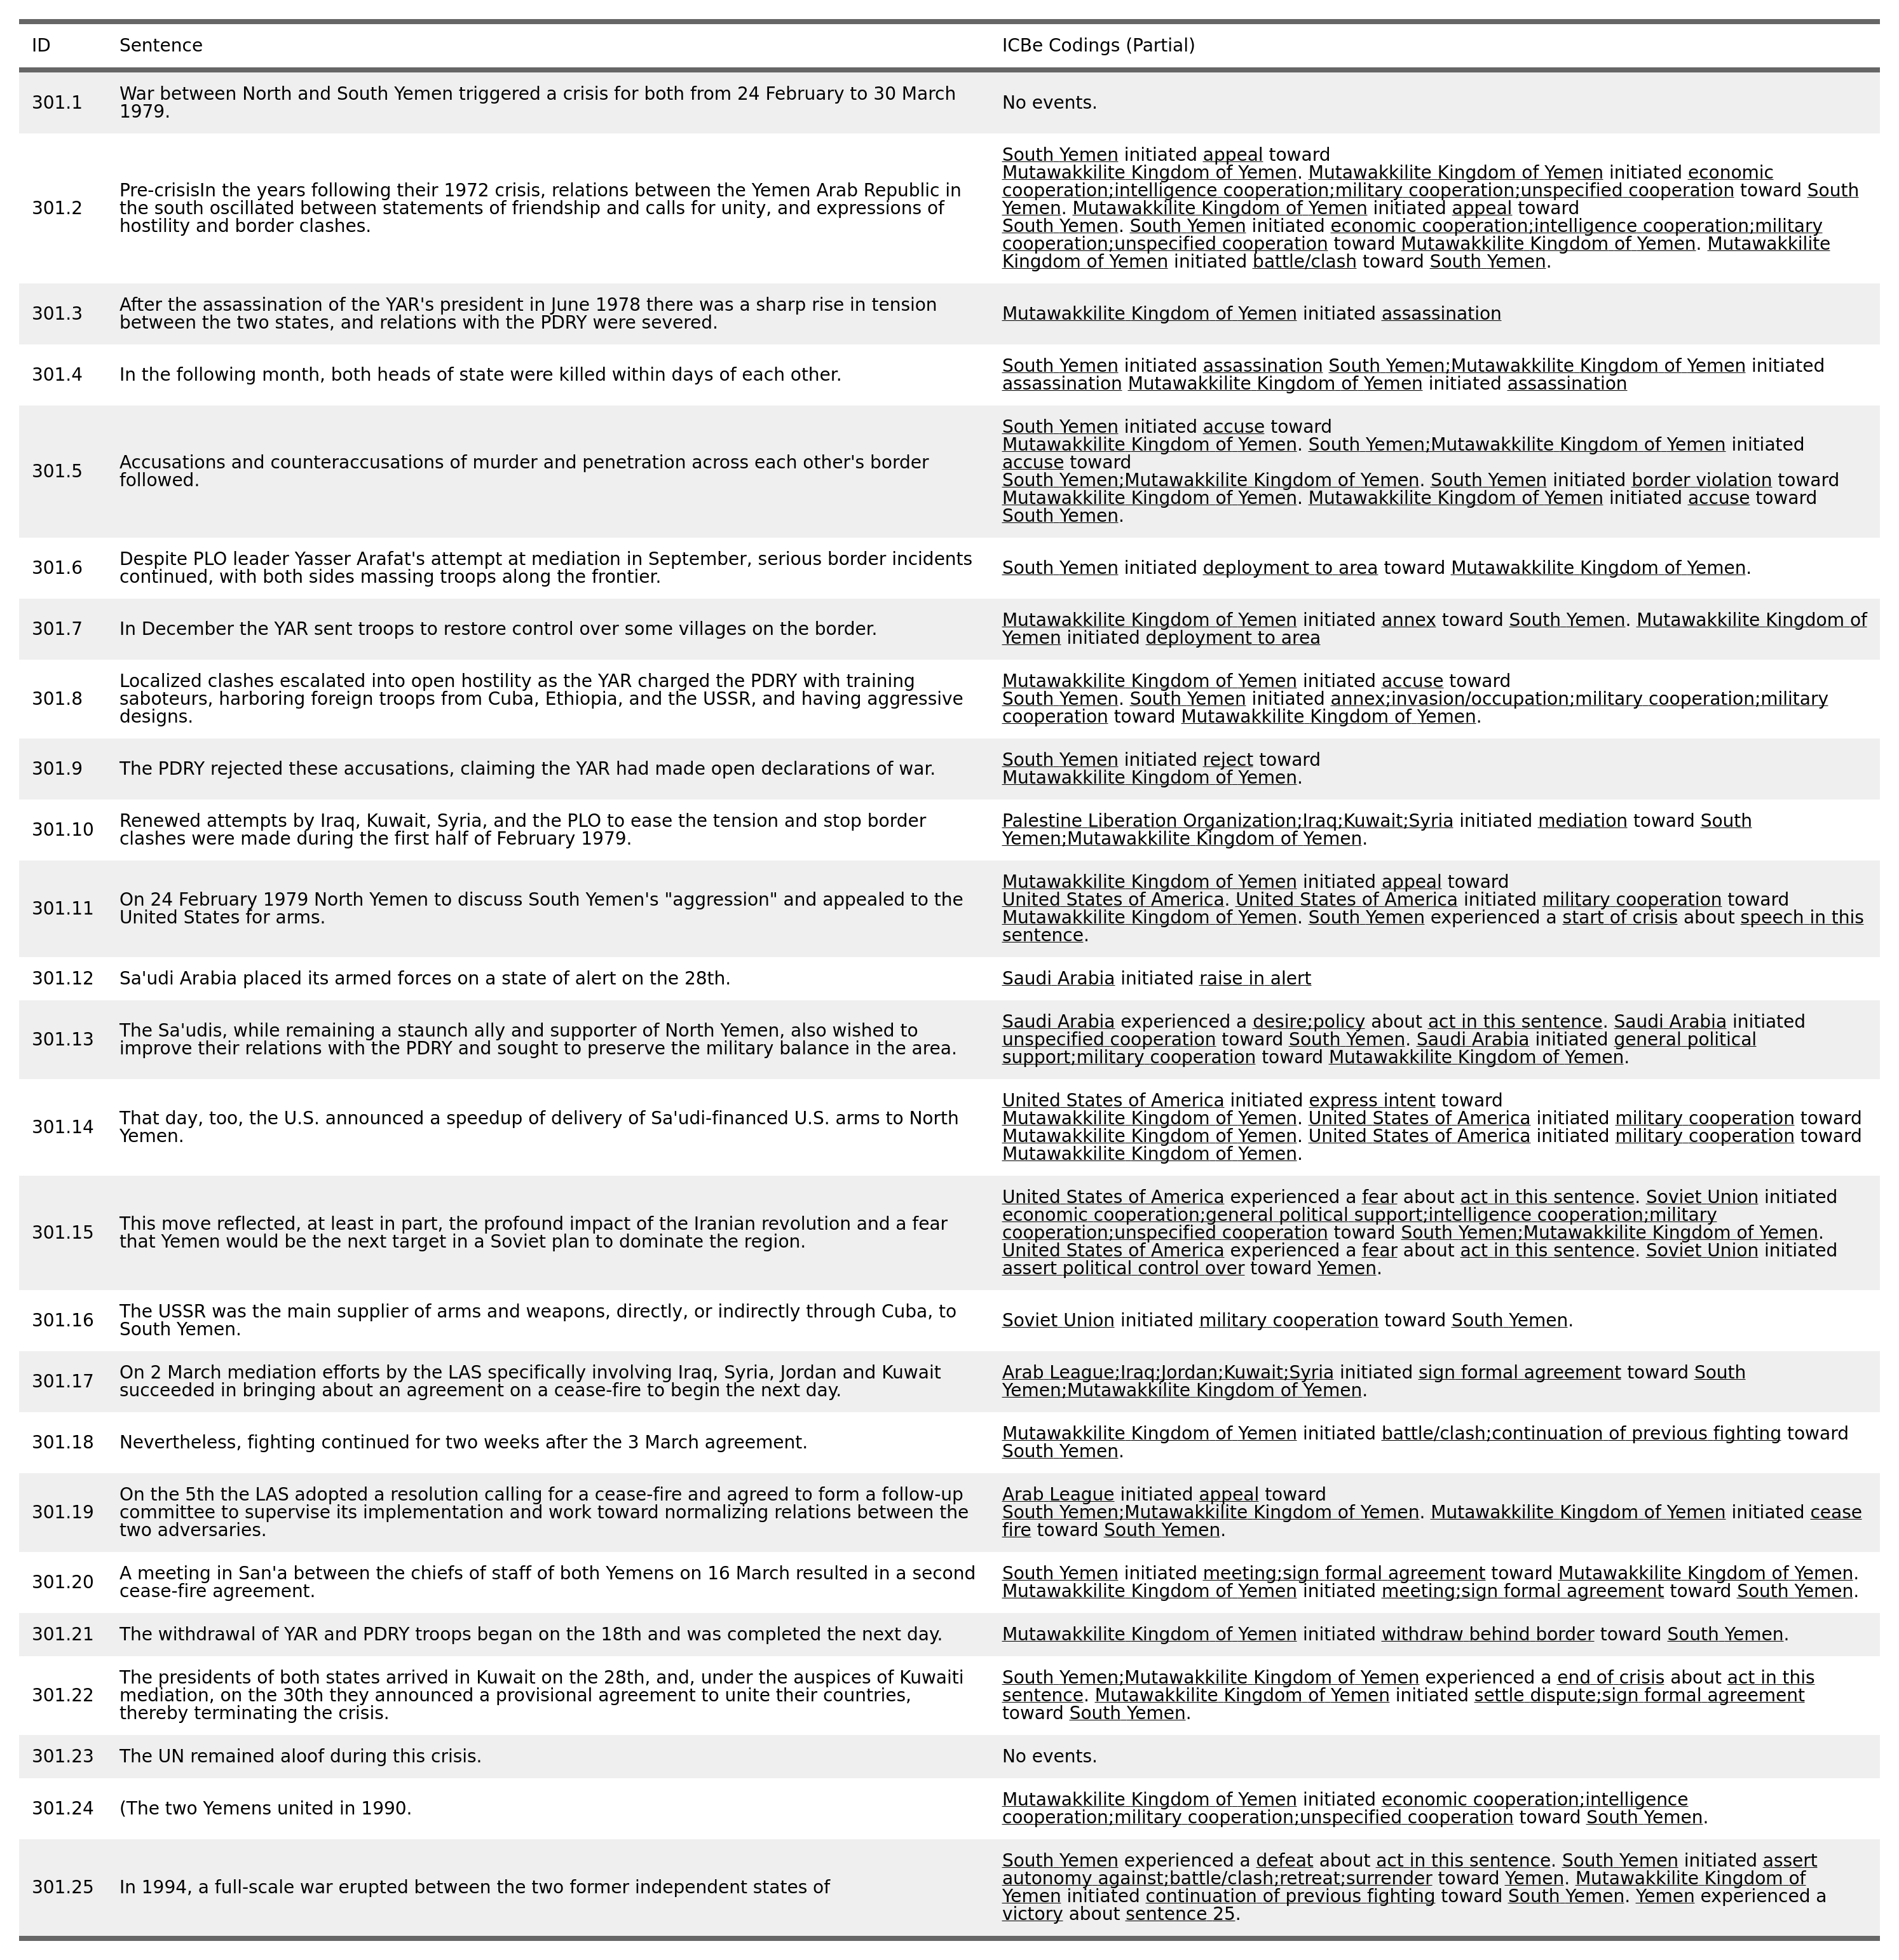 ID Sentence ICBe Codings (Partial)
301.1 War between North and South Yemen triggered a crisis for both from 24 February to 30 March
1979.
No events.
301.2 Pre-crisisIn the years following their 1972 crisis, relations between the Yemen Arab Republic in
the south oscillated between statements of friendship and calls for unity, and expressions of
hostility and border clashes.
South Yemen initiated appeal toward
Mutawakkilite Kingdom of Yemen. Mutawakkilite Kingdom of Yemen initiated economic
cooperation;intelligence cooperation;military cooperation;unspecified cooperation toward South
Yemen. Mutawakkilite Kingdom of Yemen initiated appeal toward
South Yemen. South Yemen initiated economic cooperation;intelligence cooperation;military
cooperation;unspecified cooperation toward Mutawakkilite Kingdom of Yemen. Mutawakkilite
Kingdom of Yemen initiated battle/clash toward South Yemen.
301.3 After the assassination of the YAR's president in June 1978 there was a sharp rise in tension
between the two states, and relations with the PDRY were severed.
Mutawakkilite Kingdom of Yemen initiated assassination
301.4 In the following month, both heads of state were killed within days of each other.
South Yemen initiated assassination South Yemen;Mutawakkilite Kingdom of Yemen initiated
assassination Mutawakkilite Kingdom of Yemen initiated assassination
301.5 Accusations and counteraccusations of murder and penetration across each other's border
followed.
South Yemen initiated accuse toward
Mutawakkilite Kingdom of Yemen. South Yemen;Mutawakkilite Kingdom of Yemen initiated
accuse toward
South Yemen;Mutawakkilite Kingdom of Yemen. South Yemen initiated border violation toward
Mutawakkilite Kingdom of Yemen. Mutawakkilite Kingdom of Yemen initiated accuse toward
South Yemen.
301.6 Despite PLO leader Yasser Arafat's attempt at mediation in September, serious border incidents
continued, with both sides massing troops along the frontier.
South Yemen initiated deployment to area toward Mutawakkilite Kingdom of Yemen.
301.7 In December the YAR sent troops to restore control over some villages on the border.
Mutawakkilite Kingdom of Yemen initiated annex toward South Yemen. Mutawakkilite Kingdom of
Yemen initiated deployment to area
301.8 Localized clashes escalated into open hostility as the YAR charged the PDRY with training
saboteurs, harboring foreign troops from Cuba, Ethiopia, and the USSR, and having aggressive
designs.
Mutawakkilite Kingdom of Yemen initiated accuse toward
South Yemen. South Yemen initiated annex;invasion/occupation;military cooperation;military
cooperation toward Mutawakkilite Kingdom of Yemen.
301.9 The PDRY rejected these accusations, claiming the YAR had made open declarations of war.
South Yemen initiated reject toward
Mutawakkilite Kingdom of Yemen.
301.10 Renewed attempts by Iraq, Kuwait, Syria, and the PLO to ease the tension and stop border
clashes were made during the first half of February 1979.
Palestine Liberation Organization;Iraq;Kuwait;Syria initiated mediation toward South
Yemen;Mutawakkilite Kingdom of Yemen.
301.11 On 24 February 1979 North Yemen to discuss South Yemen's "aggression" and appealed to the
United States for arms.
Mutawakkilite Kingdom of Yemen initiated appeal toward
United States of America. United States of America initiated military cooperation toward
Mutawakkilite Kingdom of Yemen. South Yemen experienced a start of crisis about speech in this
sentence.
301.12 Sa'udi Arabia placed its armed forces on a state of alert on the 28th.
Saudi Arabia initiated raise in alert
301.13 The Sa'udis, while remaining a staunch ally and supporter of North Yemen, also wished to
improve their relations with the PDRY and sought to preserve the military balance in the area.
Saudi Arabia experienced a desire;policy about act in this sentence. Saudi Arabia initiated
unspecified cooperation toward South Yemen. Saudi Arabia initiated general political
support;military cooperation toward Mutawakkilite Kingdom of Yemen.
301.14 That day, too, the U.S. announced a speedup of delivery of Sa'udi-financed U.S. arms to North
Yemen.
United States of America initiated express intent toward
Mutawakkilite Kingdom of Yemen. United States of America initiated military cooperation toward
Mutawakkilite Kingdom of Yemen. United States of America initiated military cooperation toward
Mutawakkilite Kingdom of Yemen.
301.15 This move reflected, at least in part, the profound impact of the Iranian revolution and a fear
that Yemen would be the next target in a Soviet plan to dominate the region.
United States of America experienced a fear about act in this sentence. Soviet Union initiated
economic cooperation;general political support;intelligence cooperation;military
cooperation;unspecified cooperation toward South Yemen;Mutawakkilite Kingdom of Yemen.
United States of America experienced a fear about act in this sentence. Soviet Union initiated
assert political control over toward Yemen.
301.16 The USSR was the main supplier of arms and weapons, directly, or indirectly through Cuba, to
South Yemen.
Soviet Union initiated military cooperation toward South Yemen.
301.17 On 2 March mediation efforts by the LAS specifically involving Iraq, Syria, Jordan and Kuwait
succeeded in bringing about an agreement on a cease-fire to begin the next day.
Arab League;Iraq;Jordan;Kuwait;Syria initiated sign formal agreement toward South
Yemen;Mutawakkilite Kingdom of Yemen.
301.18 Nevertheless, fighting continued for two weeks after the 3 March agreement.
Mutawakkilite Kingdom of Yemen initiated battle/clash;continuation of previous fighting toward
South Yemen.
301.19 On the 5th the LAS adopted a resolution calling for a cease-fire and agreed to form a follow-up
committee to supervise its implementation and work toward normalizing relations between the
two adversaries.
Arab League initiated appeal toward
South Yemen;Mutawakkilite Kingdom of Yemen. Mutawakkilite Kingdom of Yemen initiated cease
fire toward South Yemen.
301.20 A meeting in San'a between the chiefs of staff of both Yemens on 16 March resulted in a second
cease-fire agreement.
South Yemen initiated meeting;sign formal agreement toward Mutawakkilite Kingdom of Yemen.
Mutawakkilite Kingdom of Yemen initiated meeting;sign formal agreement toward South Yemen.
301.21 The withdrawal of YAR and PDRY troops began on the 18th and was completed the next day.
Mutawakkilite Kingdom of Yemen initiated withdraw behind border toward South Yemen.
301.22 The presidents of both states arrived in Kuwait on the 28th, and, under the auspices of Kuwaiti
mediation, on the 30th they announced a provisional agreement to unite their countries,
thereby terminating the crisis.
South Yemen;Mutawakkilite Kingdom of Yemen experienced a end of crisis about act in this
sentence. Mutawakkilite Kingdom of Yemen initiated settle dispute;sign formal agreement
toward South Yemen.
301.23 The UN remained aloof during this crisis.
No events.
301.24 (The two Yemens united in 1990.
Mutawakkilite Kingdom of Yemen initiated economic cooperation;intelligence
cooperation;military cooperation;unspecified cooperation toward South Yemen.
301.25 In 1994, a full-scale war erupted between the two former independent states of
South Yemen experienced a defeat about act in this sentence. South Yemen initiated assert
autonomy against;battle/clash;retreat;surrender toward Yemen. Mutawakkilite Kingdom of
Yemen initiated continuation of previous fighting toward South Yemen. Yemen experienced a
victory about sentence 25.